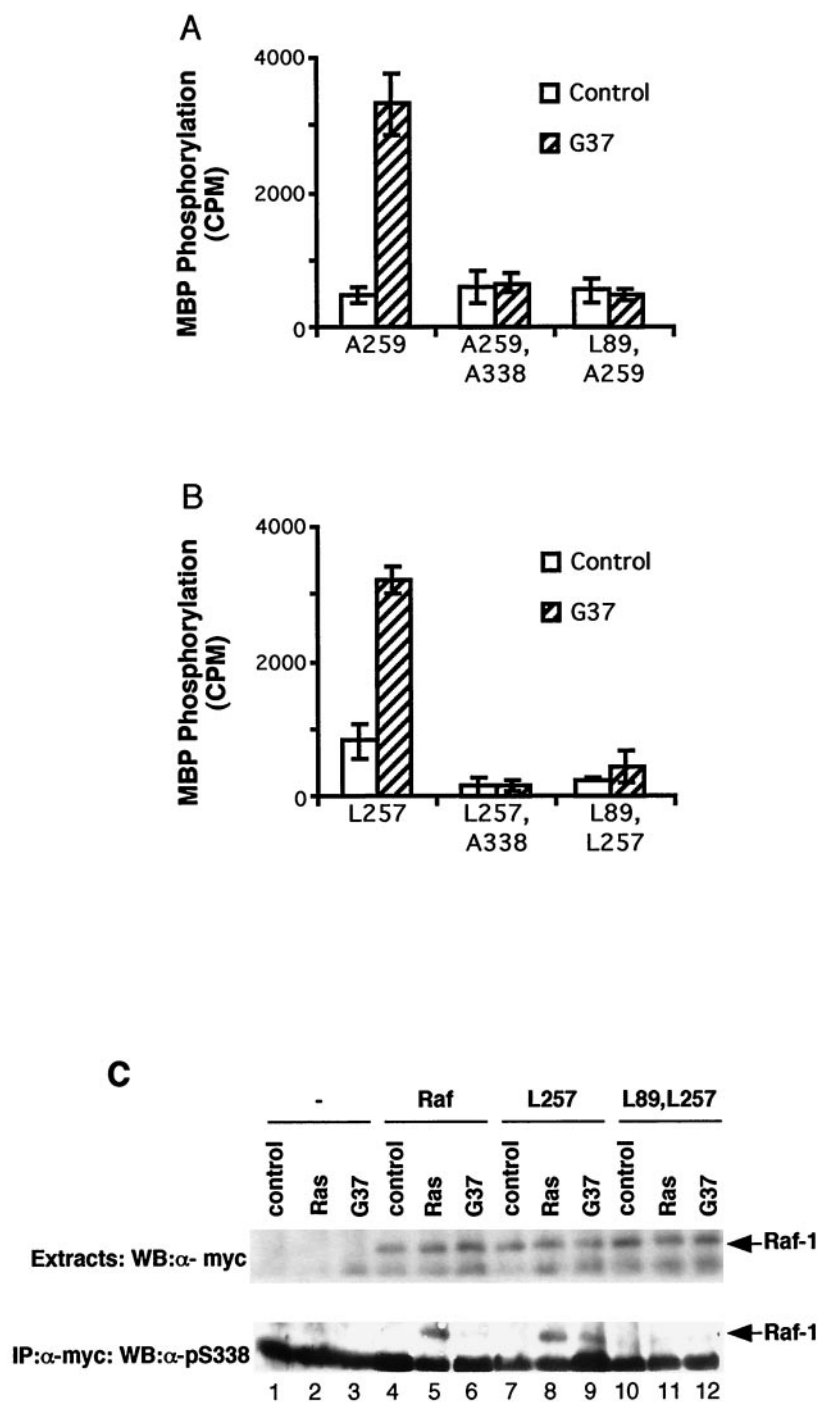 A
MBP Phosphorylation
(CPM)
4000
2000
0
Control
G37
A259
A259,
A338
L89,
A259
B
MBP Phosphorylation
(CPM)
4000
2000
0
Control
G37
L257
L257,
A338
L89,
L257
C
- Raf L257 L89,L257
control Ras G37 control Ras G37 control Ras G37 control Ras G37
Extracts: WB:α- myc
Raf-1
IP:α-myc: WB:α-pS338
Raf-1
1 2 3 4 5 6 7 8 9 10 11 12